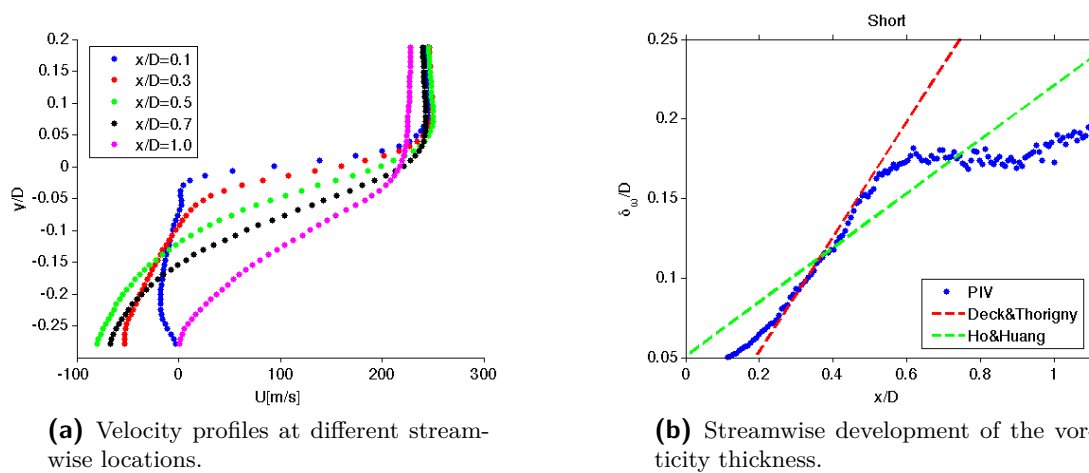 0.2
0.15
0.1
0.05
0
-0.05
-0.1
-0.15
-0.2
-0.25
y/D
x/D=0.1
x/D=0.3
x/D=0.5
x/D=0.7
x/D=1.0
-100 0 100 200 300
U[m/s]
(a) Velocity profiles at different stream-
wise locations.
Short
0.25
0.2
0.15
0.1
0.05
δω/D
PIV
Deck&Thorigny
Ho&Huang
0 0.2 0.4 0.6 0.8 1
x/D
(b) Streamwise development of the vor-
ticity thickness.